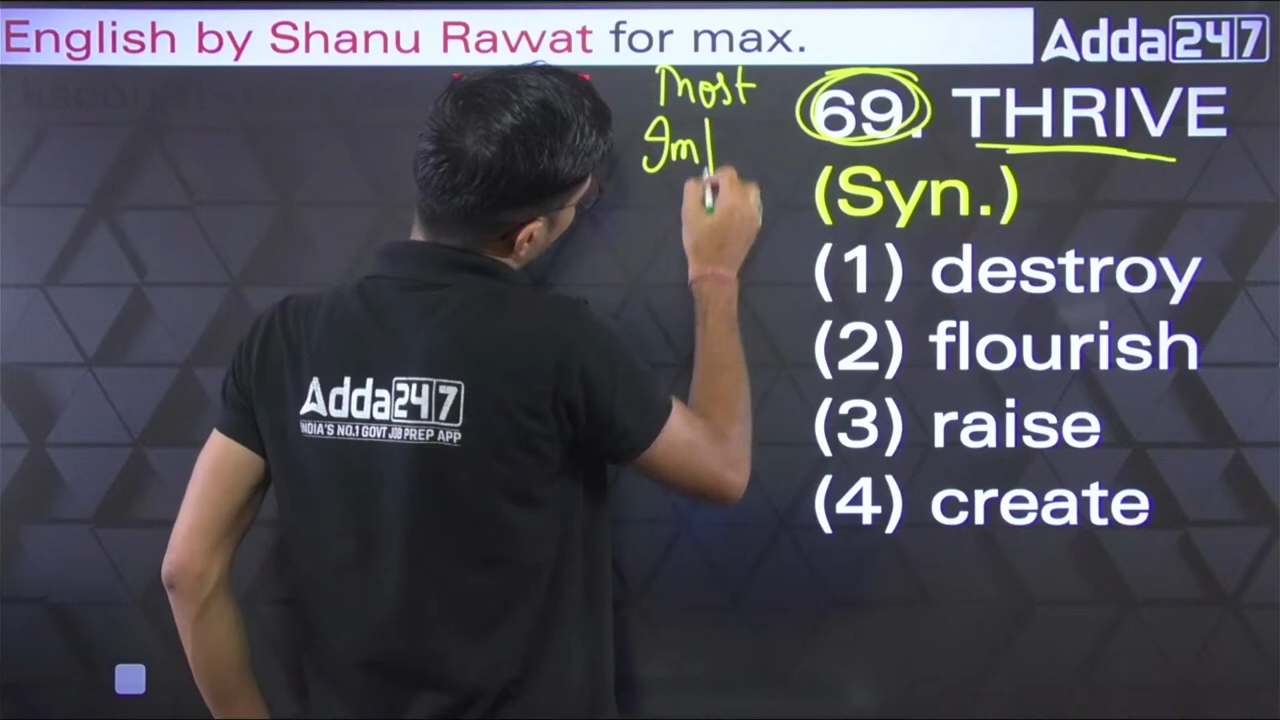 English by Shanu Rawat for max.
Adda247
Most
Im
69. THRIVE
(Syn.)
(1) destroy
(2) flourish
(3) raise
(4) create
Adda247
INDIA'S NO.1 GOVT JOB PREP APP